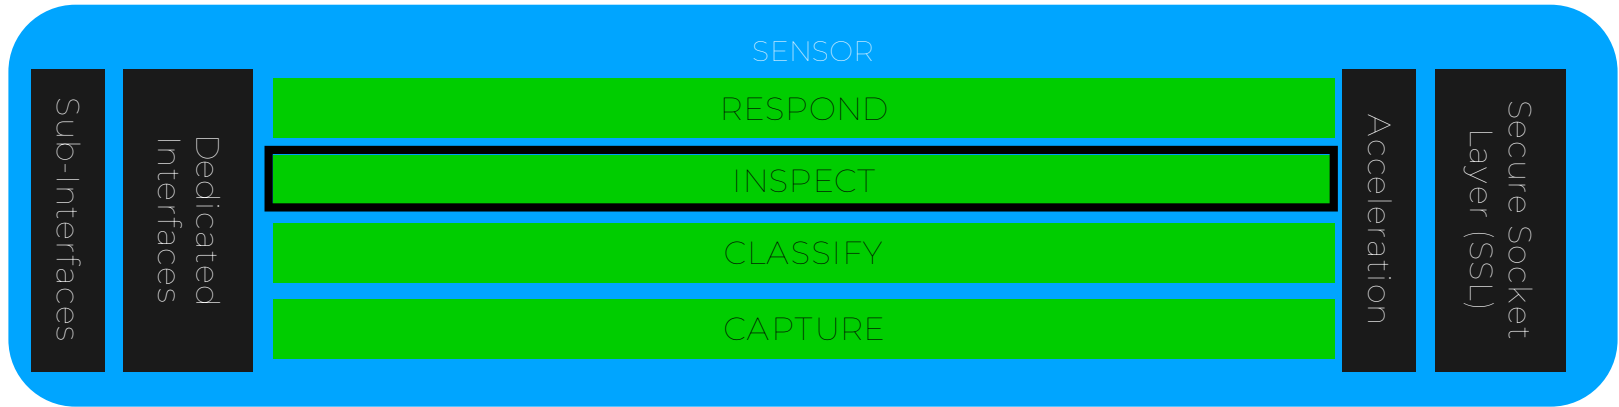 SENSOR
Sub-Interfaces
Dedicated
Interfaces
RESPOND
INSPECT
CLASSIFY
CAPTURE
Acceleration
Secure Socket
Layer (SSL)